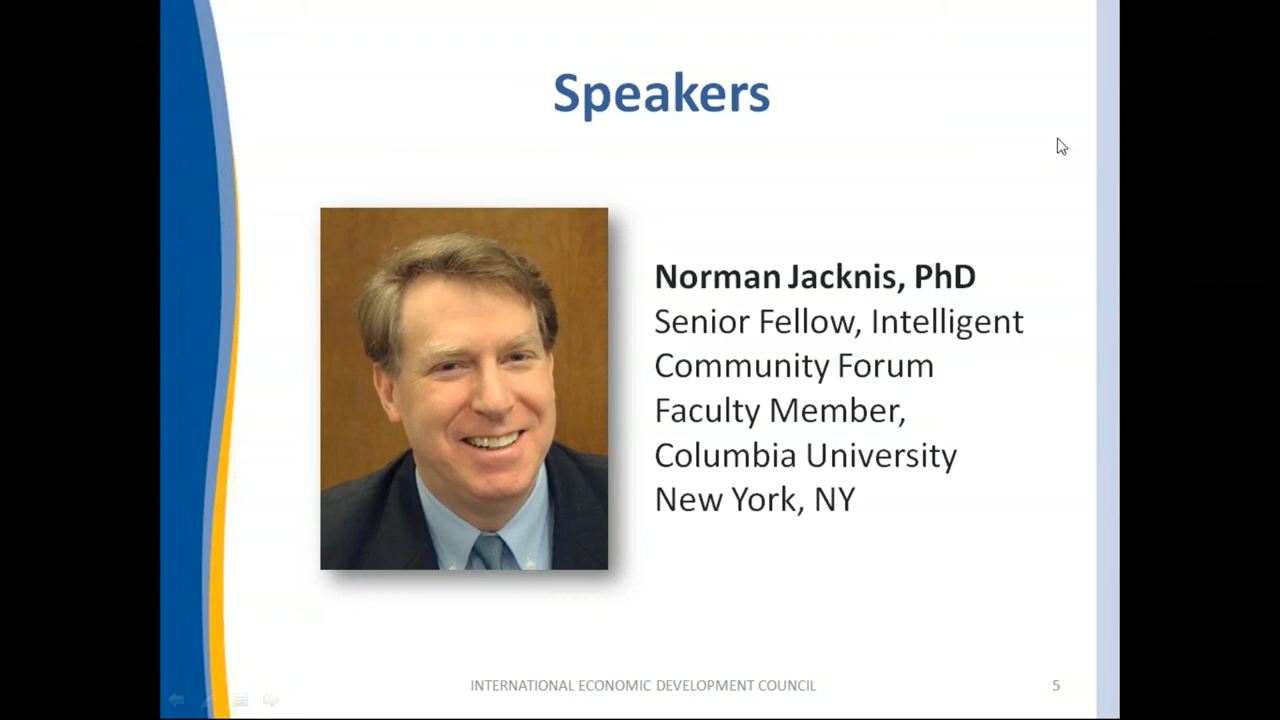 Speakers
Norman Jacknis, PhD
Senior Fellow, Intelligent
Community Forum
Faculty Member,
Columbia University
New York, NY
INTERNATIONAL ECONOMIC DEVELOPMENT COUNCIL
5